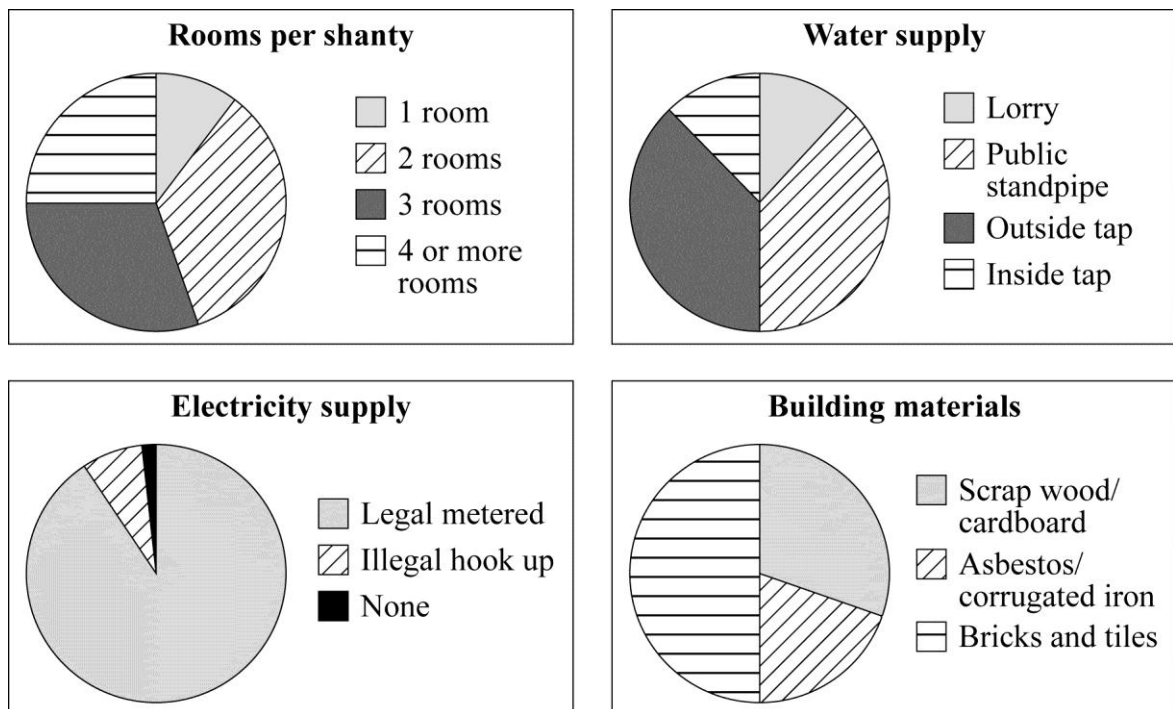 Rooms per shanty
1 room
2 rooms
3 rooms
4 or more
rooms
Water supply
Lorry
Public
standpipe
Outside tap
Inside tap
Electricity supply
Legal metered
Illegal hook up
None
Building materials
Scrap wood/
cardboard
Asbestos/
corrugated iron
Bricks and tiles